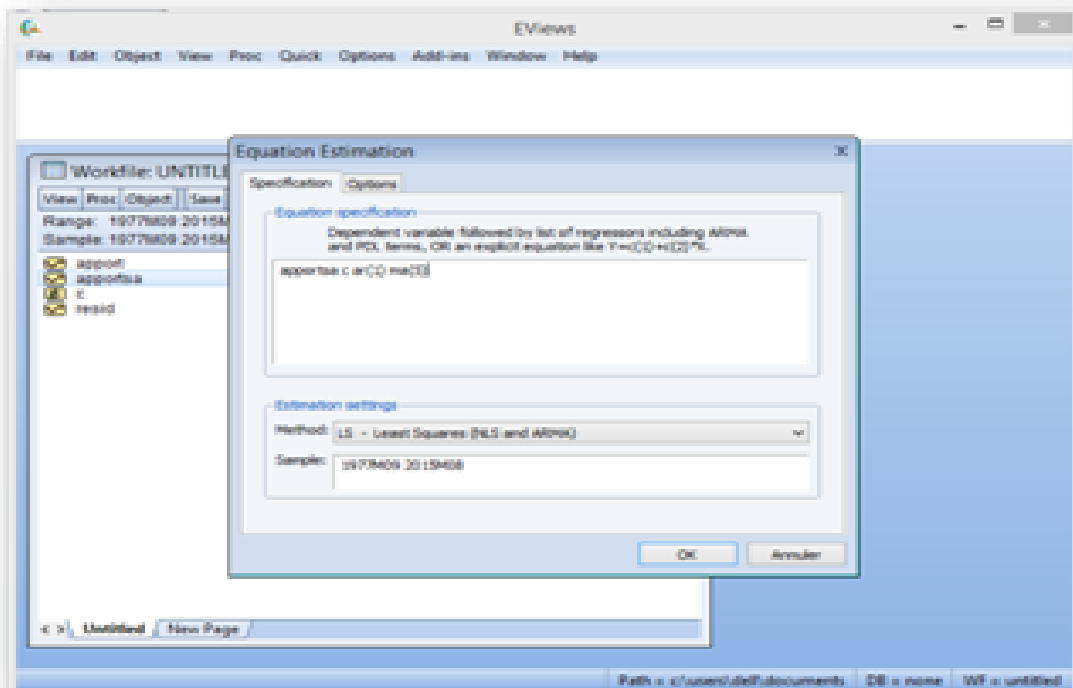 EViews
File Edit Object View Proc Quick Options Add-ins Window Help
Workfile: UNTITLE
View Proc Object Save
Range: 1977M09 2015M
Sample: 1977M09 2015M
apport
apportsa
c
resid
Untitled New Page
Equation Estimation
Specification Options
Equation specification
Dependent variable followed by list of regressors including ARMA
and PDL terms, OR an explicit equation like Y=c(1)+c(2)*X.
apportsa c ar(1)
Estimation settings
Method: LS - Least Squares (NLS and ARMA)
Sample: 1977M09 2015M08
OK Annuler
Path = c:\users\dell\documents DB = none WF = untitled